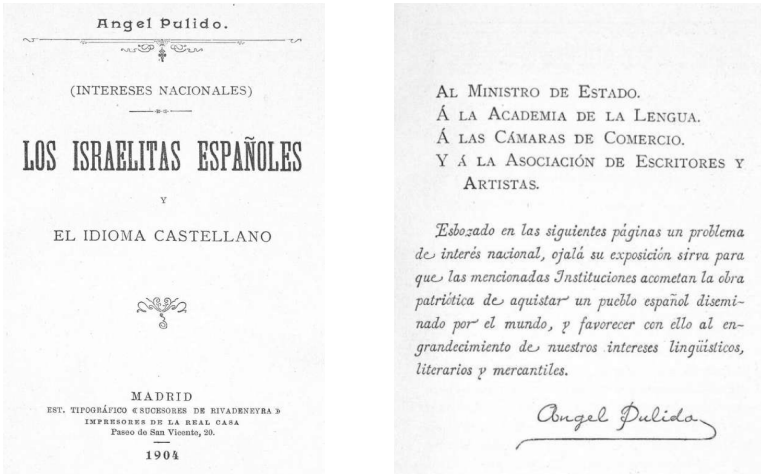 Angel Pulido.
(INTERESES NACIONALES)
LOS ISRAELITAS ESPAÑOLES
Y
EL IDIOMA CASTELLANO
MADRID
EST. TIPOGRÁFICO «SUCESORES DE RIVADENEYRA»
IMPRESORES DE LA REAL CASA
Paseo de San Vicente, 20.
1904
AL MINISTRO DE ESTADO.
Á LA ACADEMIA DE LA LENGUA.
Á LAS CÁMARAS DE COMERCIO.
Y Á LA ASOCIACIÓN DE ESCRITORES Y
ARTISTAS.
Esbozado en las siguientes páginas un problema
de interés nacional, ojalá su exposición sirva para
que las mencionadas Instituciones acometan la obra
patriótica de aquistar un pueblo español disemi-
nado por el mundo, y favorecer con ello al en-
grandecimiento de nuestros intereses lingüísticos,
literarios y mercantiles.
Angel Pulido